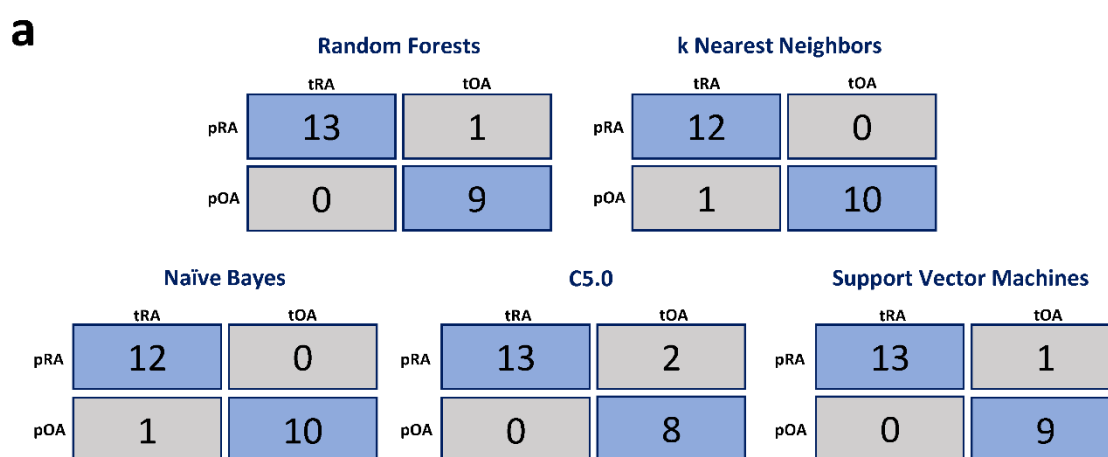 a
Random Forests
k Nearest Neighbors
tRA tOA
tRA tOA
pRA 13 1
pRA 12 0
pOA 0 9
pOA 1 10
Naïve Bayes
C5.0
Support Vector Machines
tRA tOA
tRA tOA
tRA tOA
pRA 12 0
pRA 13 2
pRA 13 1
pOA 1 10
pOA 0 8
pOA 0 9